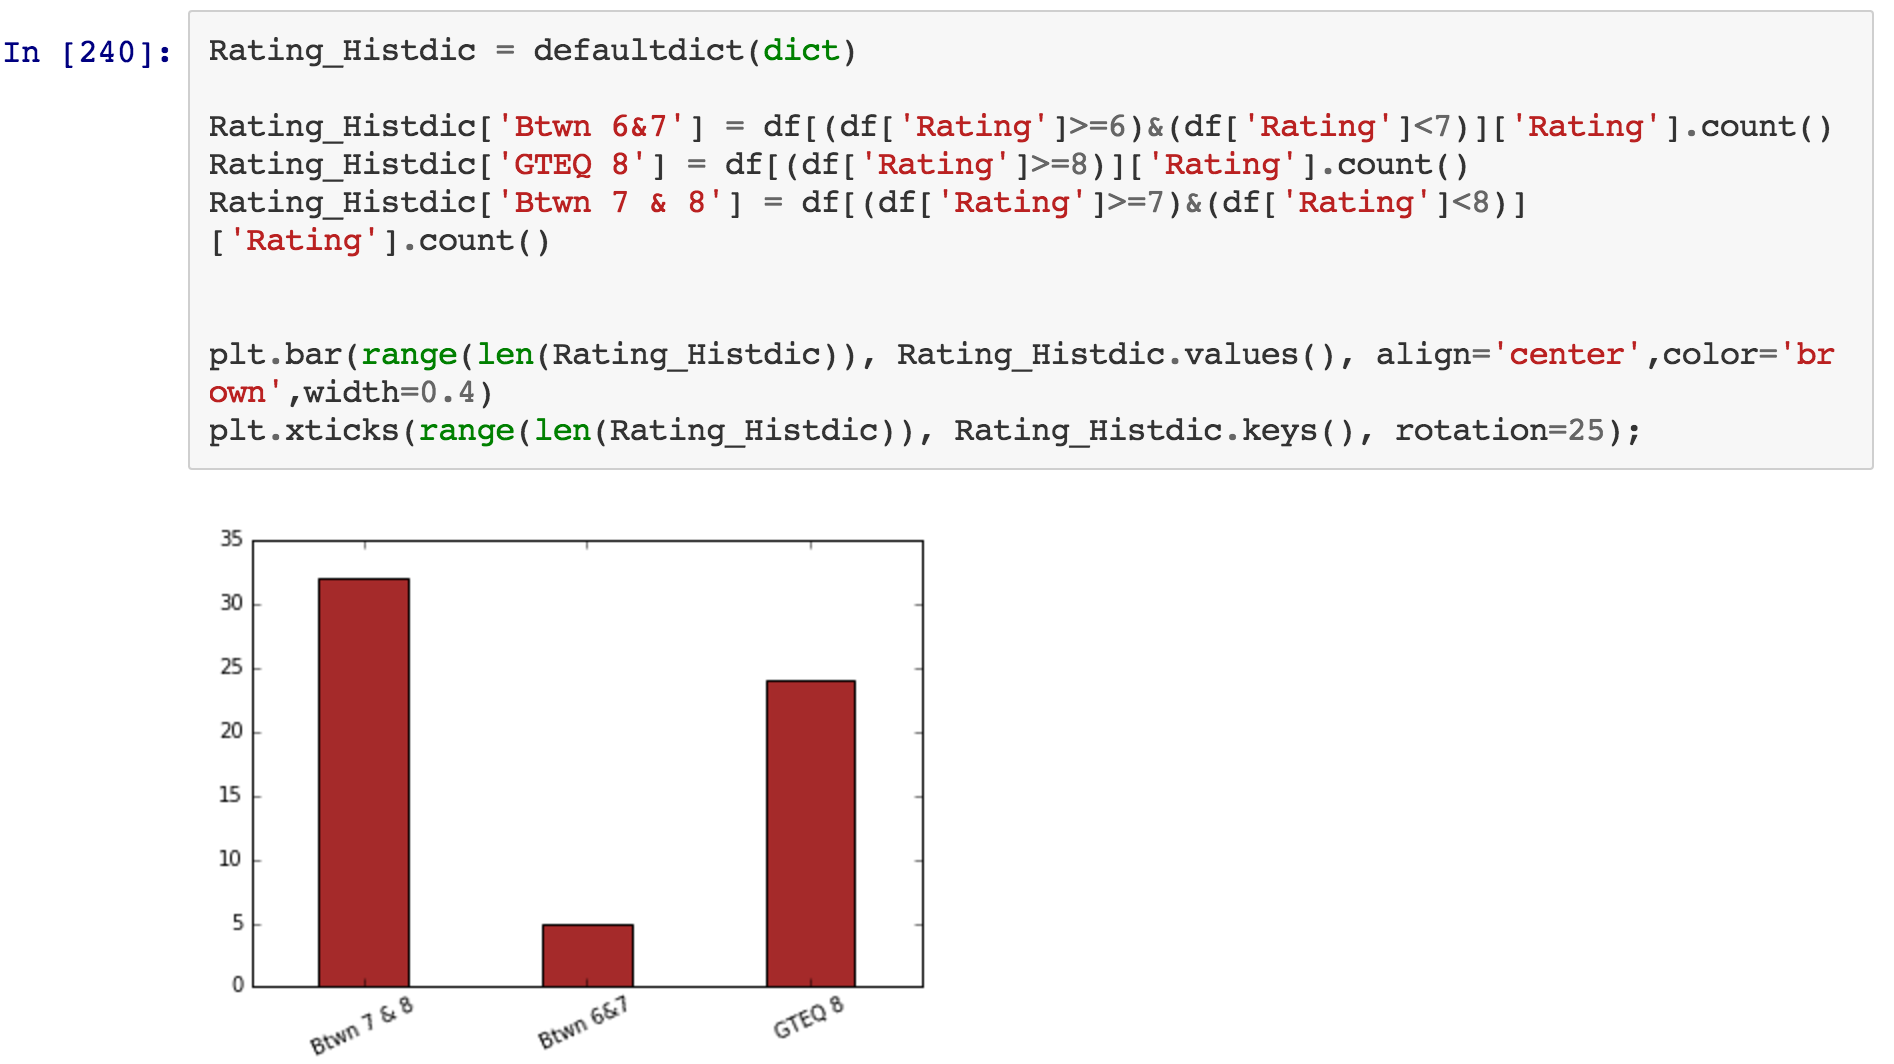 In [240]:
Rating_Histdic = defaultdict(dict)
Rating_Histdic['Btwn 6&7'] = df[(df['Rating']>=6)&(df['Rating']<7)]['Rating'].count()
Rating_Histdic['GTEQ 8'] = df[(df['Rating']>=8)]['Rating'].count()
Rating_Histdic['Btwn 7 & 8'] = df[(df['Rating']>=7)&(df['Rating']<8)]
['Rating'].count()
plt.bar(range(len(Rating_Histdic)), Rating_Histdic.values(), align='center',color='br
own',width=0.4)
plt.xticks(range(len(Rating_Histdic)), Rating_Histdic.keys(), rotation=25);
35
30
25
20
15
10
5
0
Btwn 7 & 8
Btwn 6&7
GTEQ 8